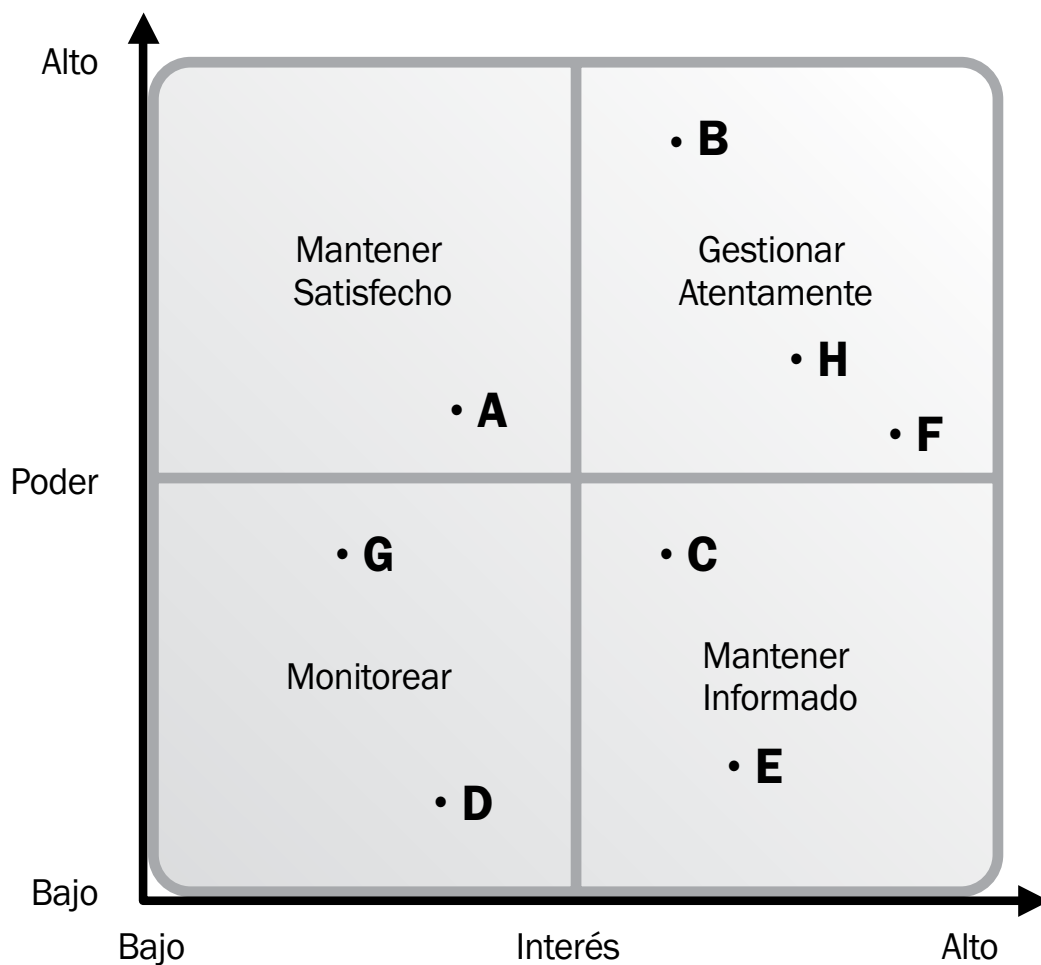 Alto
B
Mantener
Satisfecho
Gestionar
Atentamente
H
A
F
Poder
G
C
Monitorear
Mantener
Informado
E
D
Bajo
Bajo
Interés
Alto